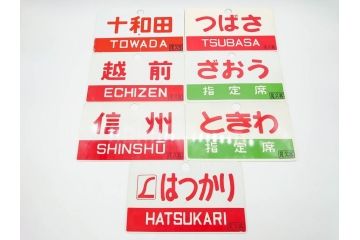 十和田
TOWADA
つばさ
TSUBASA
越前
ECHIZEN
ざおう
指定席
信州
SHINSHŪ
ときわ
指定席
はつかり
HATSUKARI